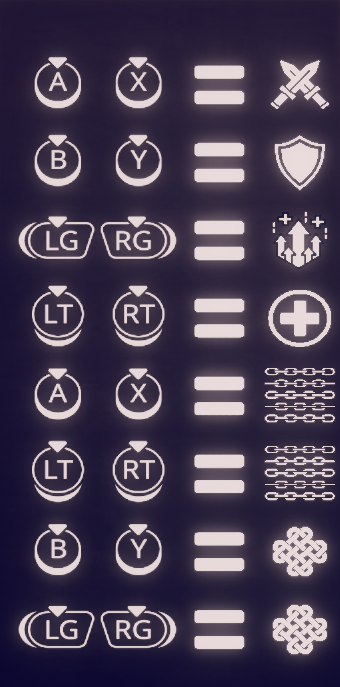 A X =
B Y =
LG RG =
LT RT =
A X =
LT RT =
B Y =
LG RG =